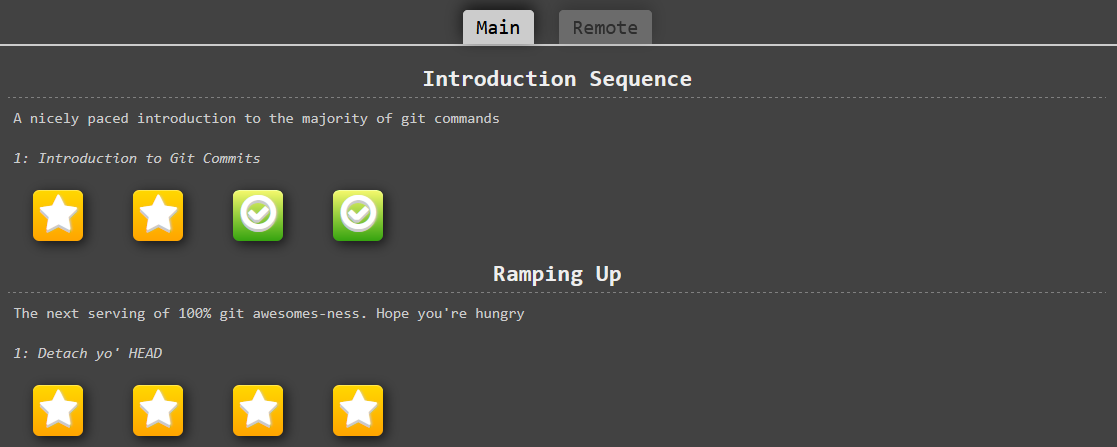 Main Remote
Introduction Sequence
A nicely paced introduction to the majority of git commands
1: Introduction to Git Commits
Ramping Up
The next serving of 100% git awesomes-ness. Hope you're hungry
1: Detach yo' HEAD